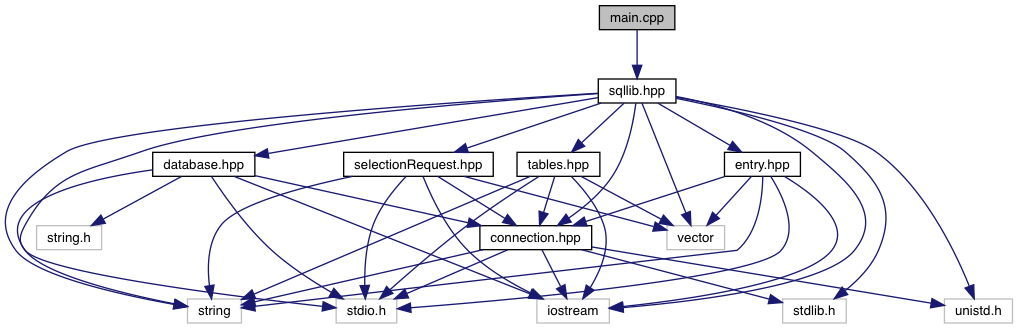 main.cpp
sqllib.hpp
database.hpp
selectionRequest.hpp
tables.hpp
entry.hpp
string.h
connection.hpp
vector
string
stdio.h
iostream
stdlib.h
unistd.h